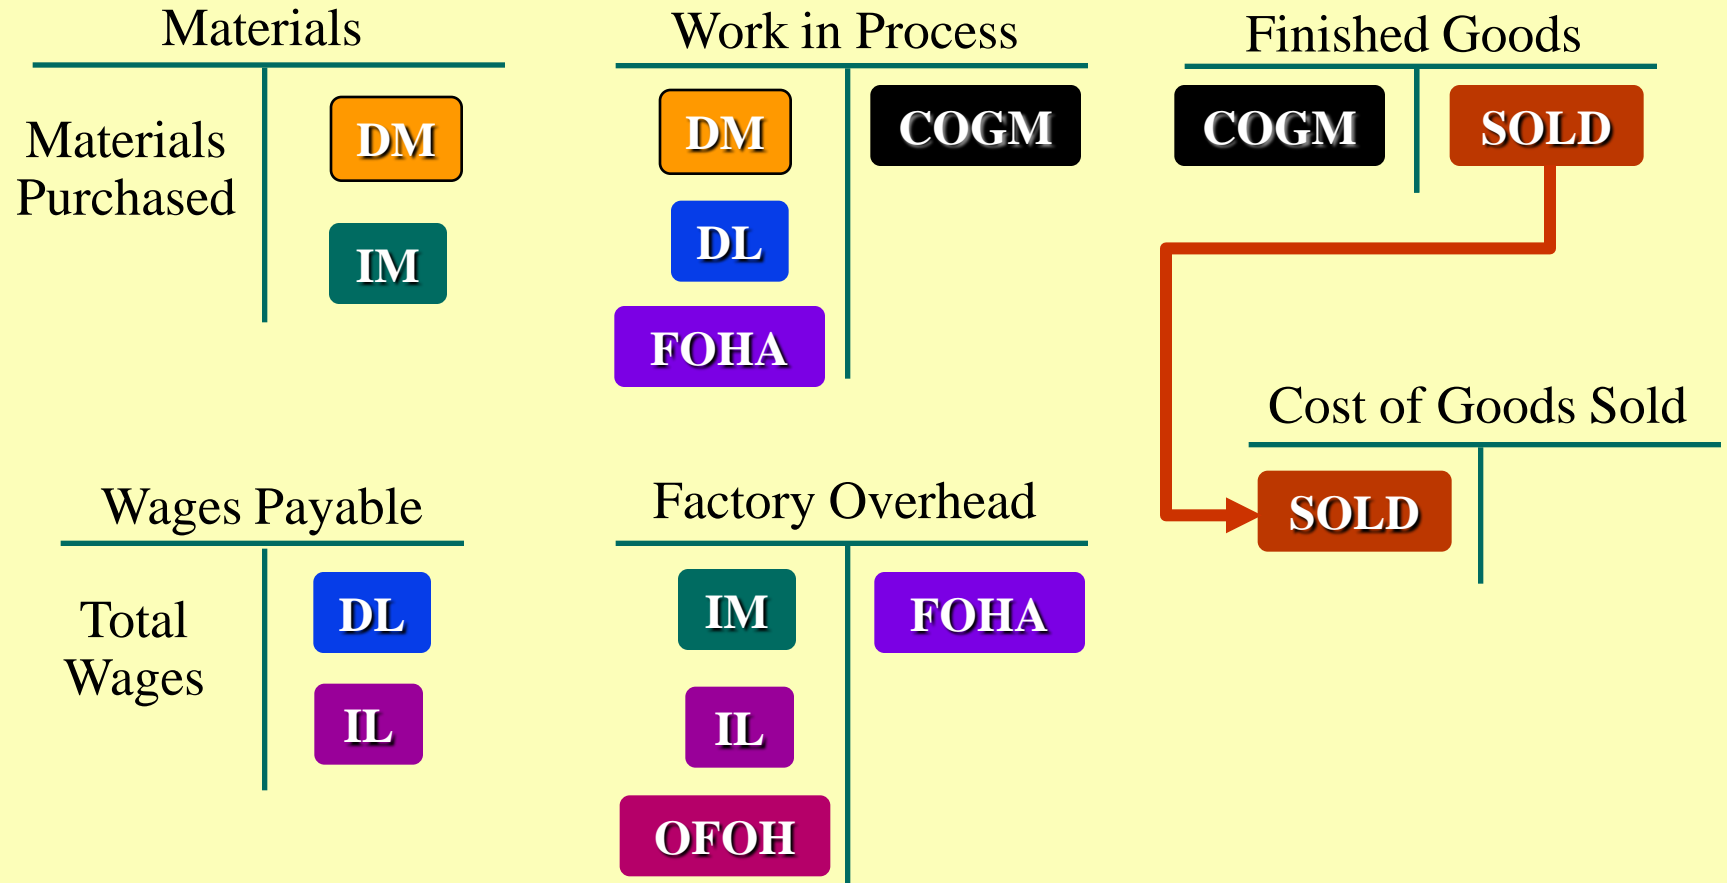 Materials
Materials
Purchased
DM
IM
Work in Process
DM
DL
FOHA
COGM
Finished Goods
COGM
SOLD
Cost of Goods Sold
SOLD
Wages Payable
Total
Wages
DL
IL
Factory Overhead
IM
IL
OFOH
FOHA